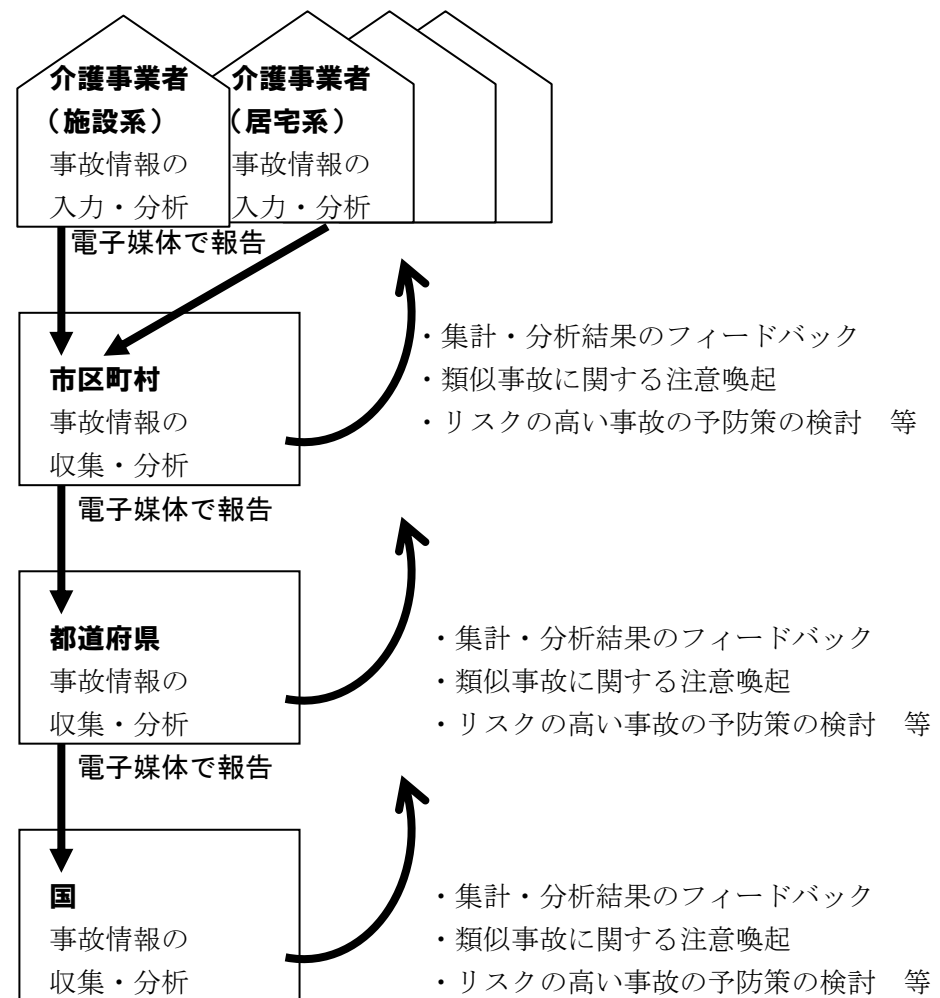 介護事業者
（施設系）
事故情報の
入力・分析
介護事業者
（居宅系）
事故情報の
入力・分析
電子媒体で報告
市区町村
事故情報の
収集・分析
・集計・分析結果のフィードバック
・類似事故に関する注意喚起
・リスクの高い事故の予防策の検討　等
電子媒体で報告
都道府県
事故情報の
収集・分析
・集計・分析結果のフィードバック
・類似事故に関する注意喚起
・リスクの高い事故の予防策の検討　等
電子媒体で報告
国
事故情報の
収集・分析
・集計・分析結果のフィードバック
・類似事故に関する注意喚起
・リスクの高い事故の予防策の検討　等